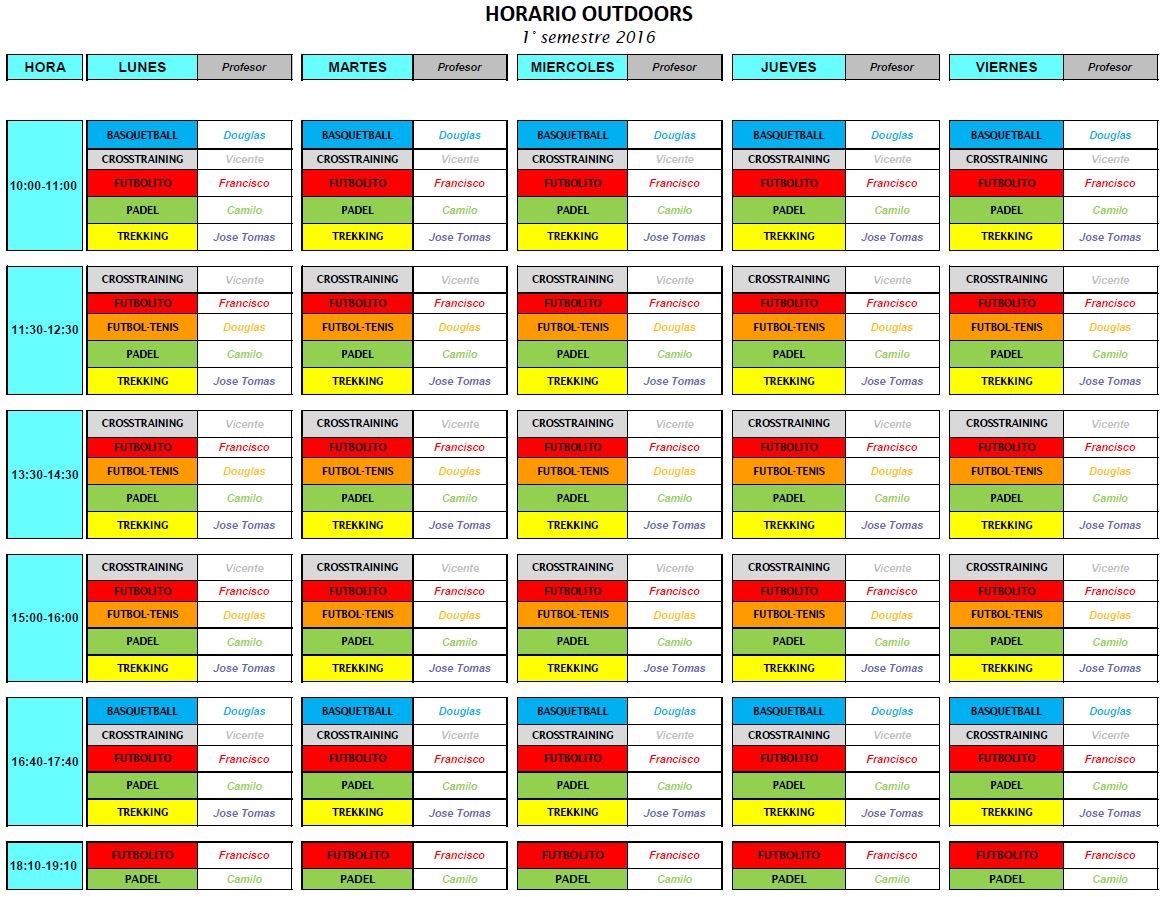 HORARIO OUTDOORS
1° semestre 2016
HORA LUNES Profesor MARTES Profesor MIERCOLES Profesor JUEVES Profesor VIERNES Profesor
BASQUETBALL Douglas BASQUETBALL Douglas BASQUETBALL Douglas BASQUETBALL Douglas BASQUETBALL Douglas
CROSSTRAINING Vicente CROSSTRAINING Vicente CROSSTRAINING Vicente CROSSTRAINING Vicente CROSSTRAINING Vicente
10:00-11:00 FUTBOLITO Francisco FUTBOLITO Francisco FUTBOLITO Francisco FUTBOLITO Francisco FUTBOLITO Francisco
PADEL Camilo PADEL Camilo PADEL Camilo PADEL Camilo PADEL Camilo
TREKKING Jose Tomas TREKKING Jose Tomas TREKKING Jose Tomas TREKKING Jose Tomas TREKKING Jose Tomas
CROSSTRAINING Vicente CROSSTRAINING Vicente CROSSTRAINING Vicente CROSSTRAINING Vicente CROSSTRAINING Vicente
FUTBOLITO Francisco FUTBOLITO Francisco FUTBOLITO Francisco FUTBOLITO Francisco FUTBOLITO Francisco
11:30-12:30 FUTBOL-TENIS Douglas FUTBOL-TENIS Douglas FUTBOL-TENIS Douglas FUTBOL-TENIS Douglas FUTBOL-TENIS Douglas
PADEL Camilo PADEL Camilo PADEL Camilo PADEL Camilo PADEL Camilo
TREKKING Jose Tomas TREKKING Jose Tomas TREKKING Jose Tomas TREKKING Jose Tomas TREKKING Jose Tomas
CROSSTRAINING Vicente CROSSTRAINING Vicente CROSSTRAINING Vicente CROSSTRAINING Vicente CROSSTRAINING Vicente
FUTBOLITO Francisco FUTBOLITO Francisco FUTBOLITO Francisco FUTBOLITO Francisco FUTBOLITO Francisco
13:30-14:30 FUTBOL-TENIS Douglas FUTBOL-TENIS Douglas FUTBOL-TENIS Douglas FUTBOL-TENIS Douglas FUTBOL-TENIS Douglas
PADEL Camilo PADEL Camilo PADEL Camilo PADEL Camilo PADEL Camilo
TREKKING Jose Tomas TREKKING Jose Tomas TREKKING Jose Tomas TREKKING Jose Tomas TREKKING Jose Tomas
CROSSTRAINING Vicente CROSSTRAINING Vicente CROSSTRAINING Vicente CROSSTRAINING Vicente CROSSTRAINING Vicente
FUTBOLITO Francisco FUTBOLITO Francisco FUTBOLITO Francisco FUTBOLITO Francisco FUTBOLITO Francisco
15:00-16:00 FUTBOL-TENIS Douglas FUTBOL-TENIS Douglas FUTBOL-TENIS Douglas FUTBOL-TENIS Douglas FUTBOL-TENIS Douglas
PADEL Camilo PADEL Camilo PADEL Camilo PADEL Camilo PADEL Camilo
TREKKING Jose Tomas TREKKING Jose Tomas TREKKING Jose Tomas TREKKING Jose Tomas TREKKING Jose Tomas
BASQUETBALL Douglas BASQUETBALL Douglas BASQUETBALL Douglas BASQUETBALL Douglas BASQUETBALL Douglas
CROSSTRAINING Vicente CROSSTRAINING Vicente CROSSTRAINING Vicente CROSSTRAINING Vicente CROSSTRAINING Vicente
16:40-17:40 FUTBOLITO Francisco FUTBOLITO Francisco FUTBOLITO Francisco FUTBOLITO Francisco FUTBOLITO Francisco
PADEL Camilo PADEL Camilo PADEL Camilo PADEL Camilo PADEL Camilo
TREKKING Jose Tomas TREKKING Jose Tomas TREKKING Jose Tomas TREKKING Jose Tomas TREKKING Jose Tomas
18:10-19:10 FUTBOLITO Francisco FUTBOLITO Francisco FUTBOLITO Francisco FUTBOLITO Francisco FUTBOLITO Francisco
PADEL Camilo PADEL Camilo PADEL Camilo PADEL Camilo PADEL Camilo